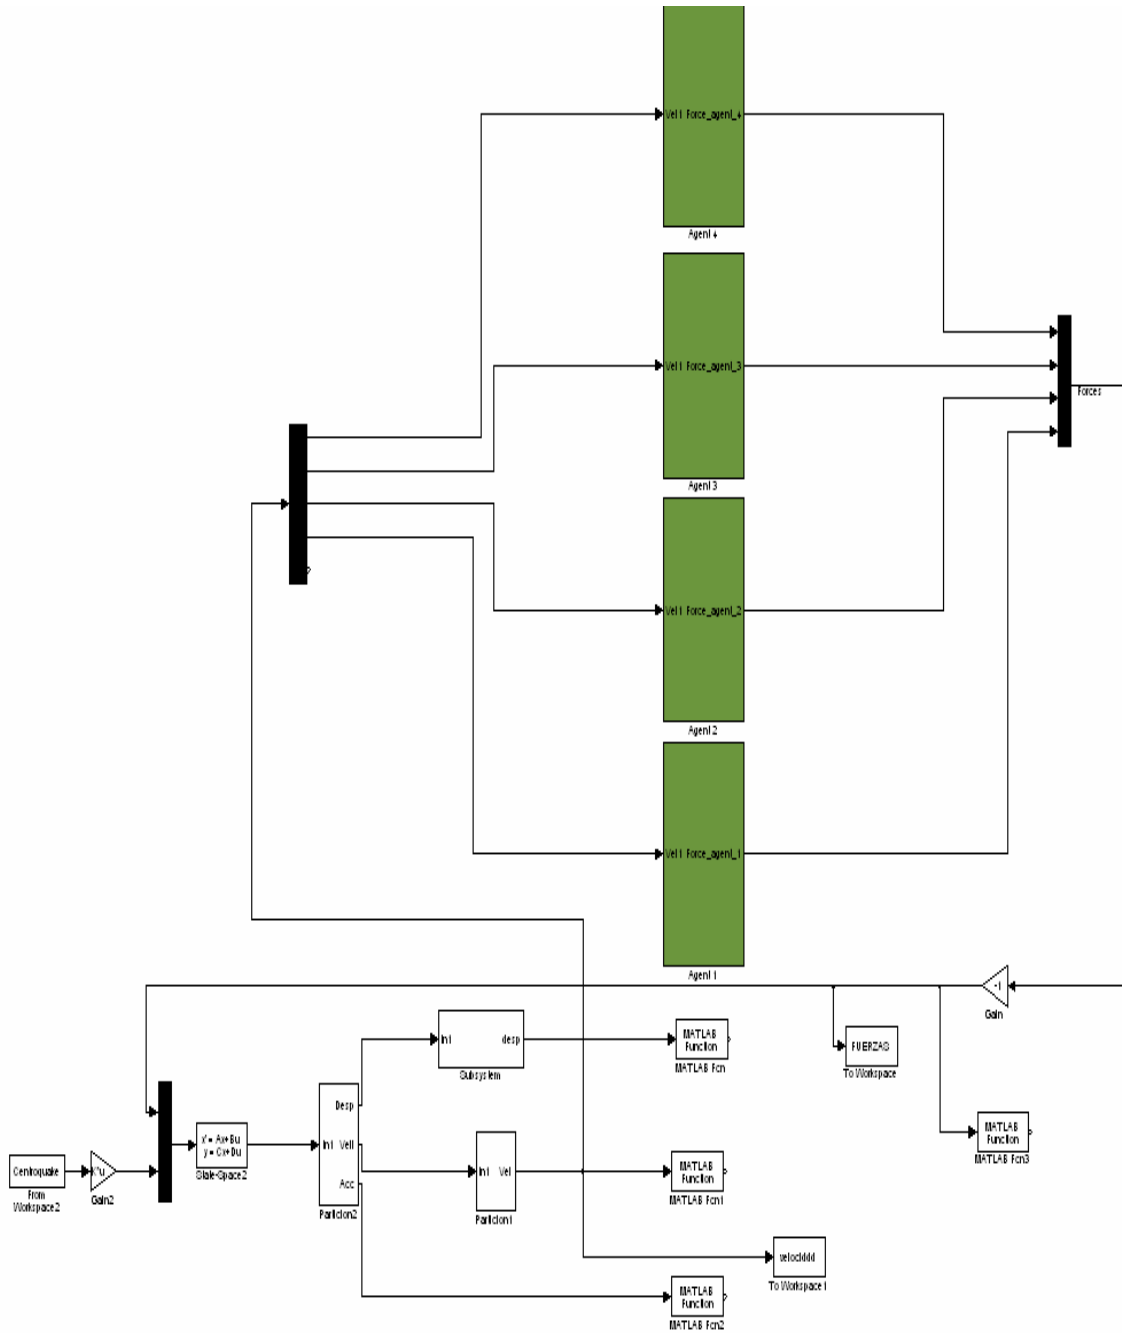 Vel1 Force_agent_4
Agent 4
Vel1 Force_agent_3
Agent 3
Forces
Vel1 Force_agent_2
Agent 2
Vel1 Force_agent_1
Agent 1
-1
Gain
In1 desp
Subsystem
MATLAB
Function
MATLAB Fcn
FUERZAS
To Workspace
MATLAB
Function
MATLAB Fcn3
Centroquake
From
Workspace2
K*u
Gain2
x' = Ax+Bu
y = Cx+Du
State-Space2
Desp
In1 Vell
Acc
Particion2
In1 Vel
Particion1
MATLAB
Function
MATLAB Fcn1
To Workspace1
MATLAB
Function
MATLAB Fcn2